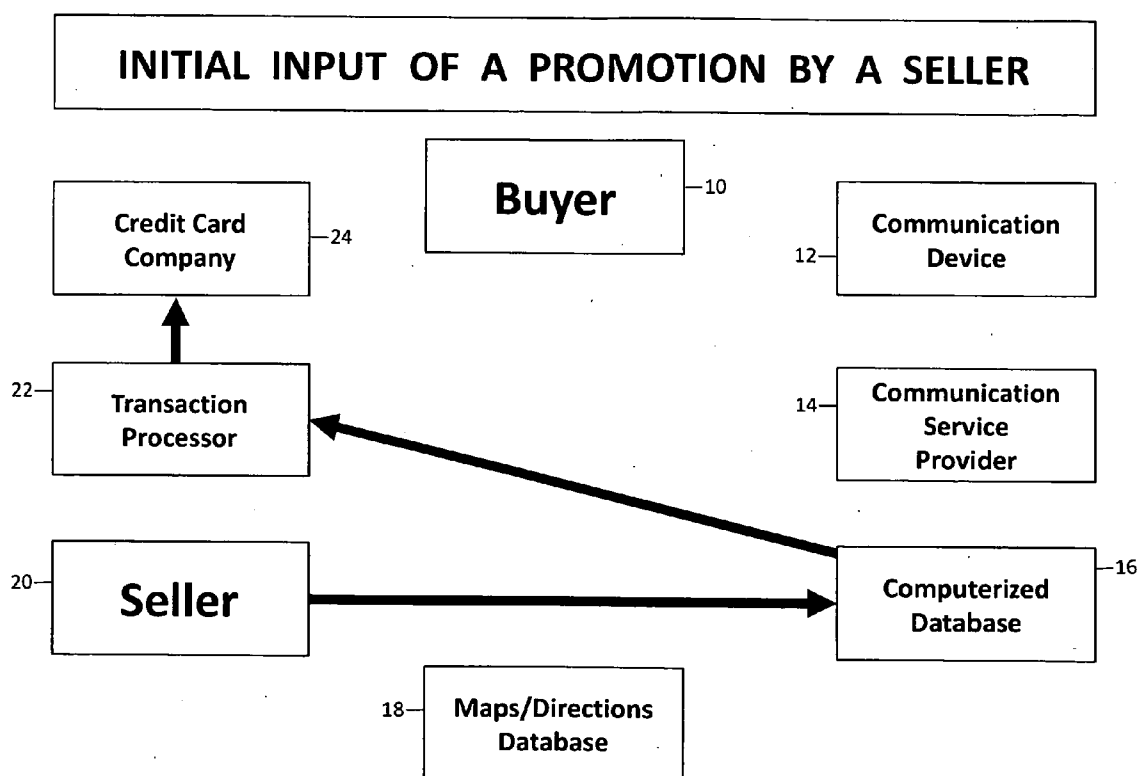 INITIAL INPUT OF A PROMOTION BY A SELLER
Buyer
10
Credit Card
Company
24
Communication
Device
12
22
Transaction
Processor
14
Communication
Service
Provider
20
Seller
16
Computerized
Database
18
Maps/Directions
Database